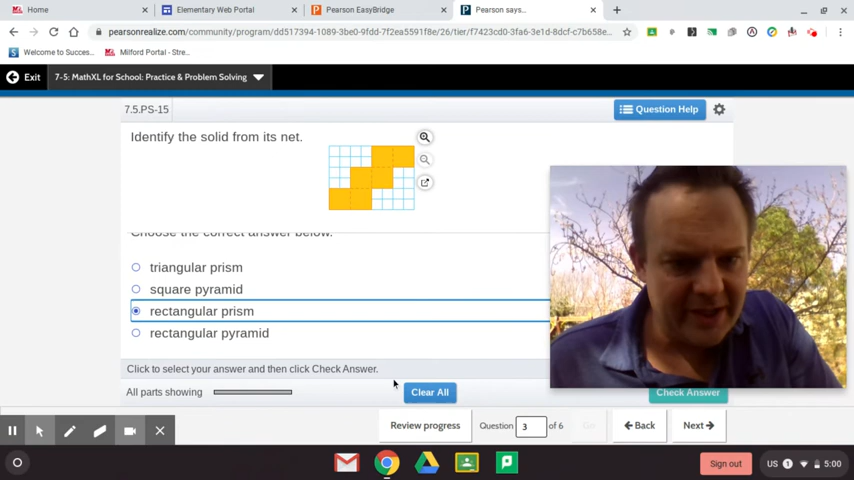 Home
Elementary Web Portal
Pearson EasyBridge
Pearson says...
pearsonrealize.com/community/program/dd517394-1089-3be0-9fdd-7f2ea5591f8e/26/tier/f7423cd0-3fa6-3e1d-8dcf-c7b658e...
Welcome to Succes...
Milford Portal - Stre...
Exit
7-5: MathXL for School: Practice & Problem Solving
7.5.PS-15
Question Help
Identify the solid from its net.
Choose the correct answer below.
triangular prism
square pyramid
rectangular prism
rectangular pyramid
Click to select your answer and then click Check Answer.
All parts showing
Clear All
Check Answer
Review progress
Question 3 of 6
Go
Back
Next
Sign out
US 1 5:00